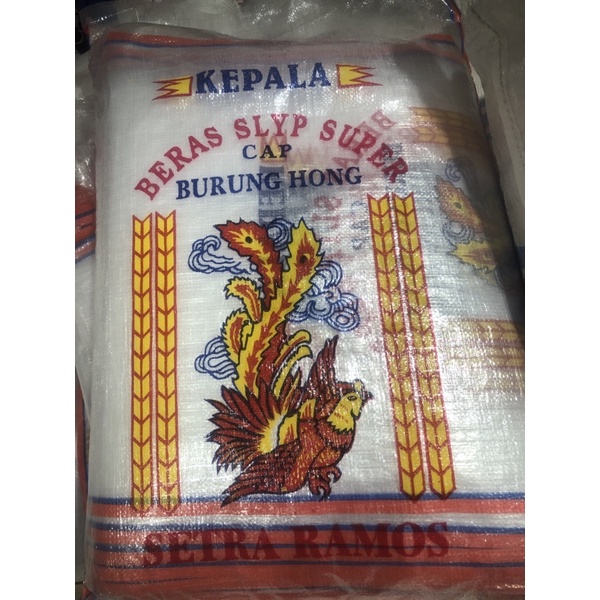 KEPALA
BERAS SLYP SUPER
CAP
BURUNG HONG
SETRA RAMOS